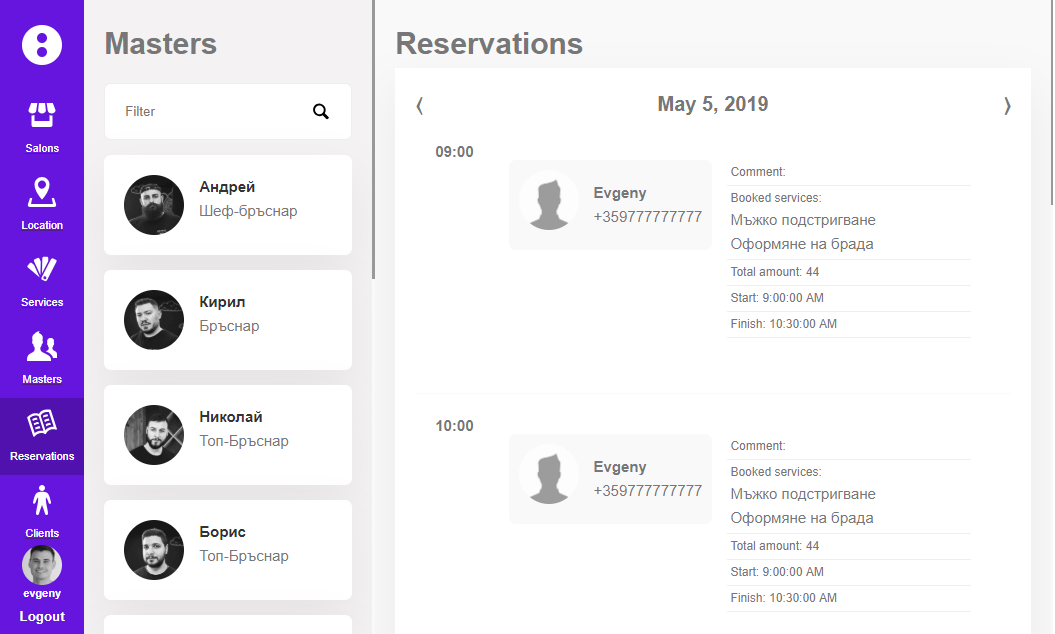 Salons
Location
Services
Masters
Reservations
Clients
evgeny
Logout
Masters
Filter
Андрей
Шеф-бръснар
Кирил
Бръснар
Николай
Топ-Бръснар
Борис
Топ-Бръснар
Reservations
May 5, 2019
09:00
Evgeny
+359777777777
Comment:
Booked services:
Мъжко подстригване
Оформяне на брада
Total amount: 44
Start: 9:00:00 AM
Finish: 10:30:00 AM
10:00
Evgeny
+359777777777
Comment:
Booked services:
Мъжко подстригване
Оформяне на брада
Total amount: 44
Start: 9:00:00 AM
Finish: 10:30:00 AM